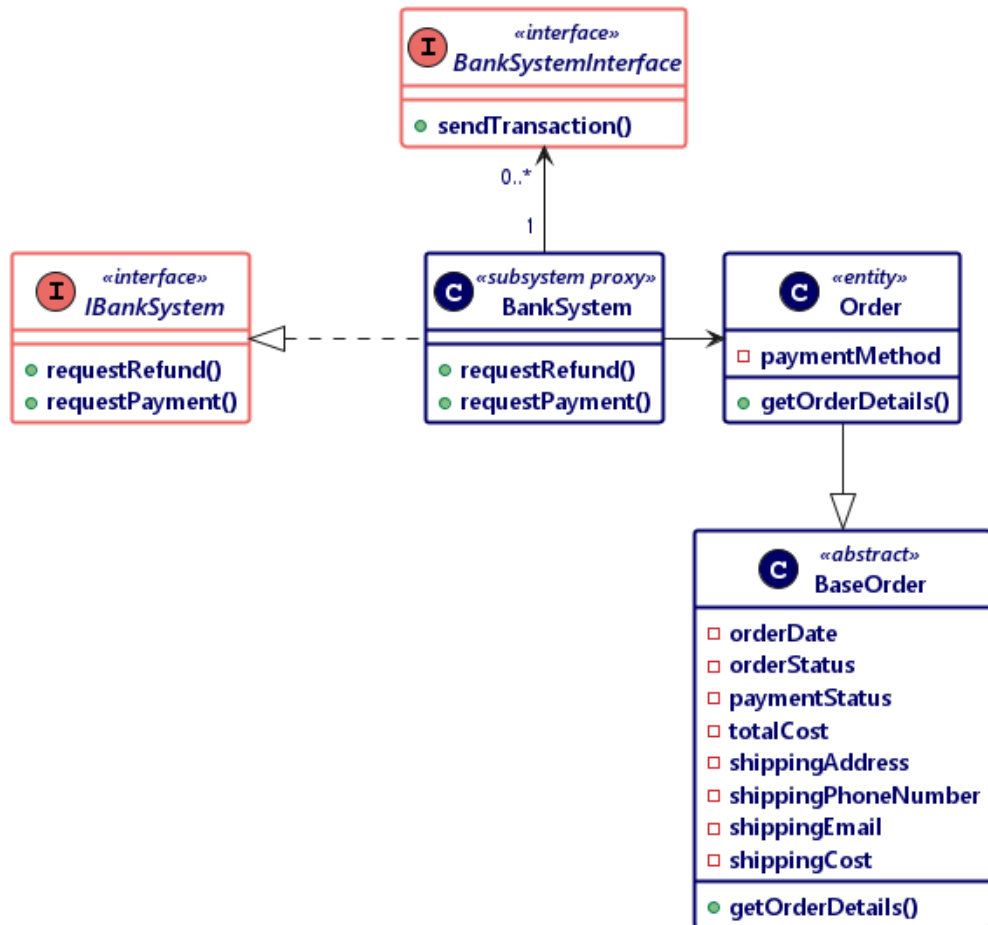 I
«interface»
BankSystemInterface
sendTransaction()
0..*
1
I
«interface»
IBankSystem
requestRefund()
requestPayment()
C
«subsystem proxy»
BankSystem
requestRefund()
requestPayment()
C
«entity»
Order
paymentMethod
getOrderDetails()
C
«abstract»
BaseOrder
orderDate
orderStatus
paymentStatus
totalCost
shippingAddress
shippingPhoneNumber
shippingEmail
shippingCost
getOrderDetails()